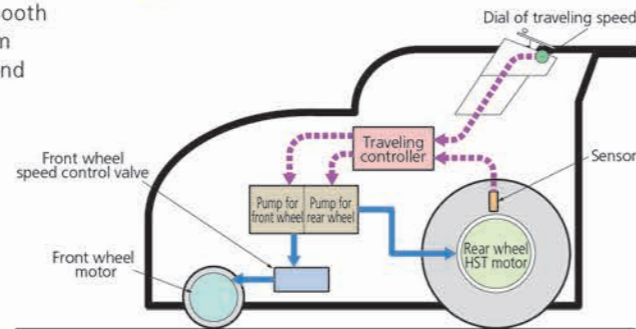 ooth
m
nd
Dial of traveling speed
Traveling
controller
Sensor
Front wheel
speed control valve
Pump for
front wheel
Pump for
rear wheel
Rear wheel
HST motor
Front wheel
motor